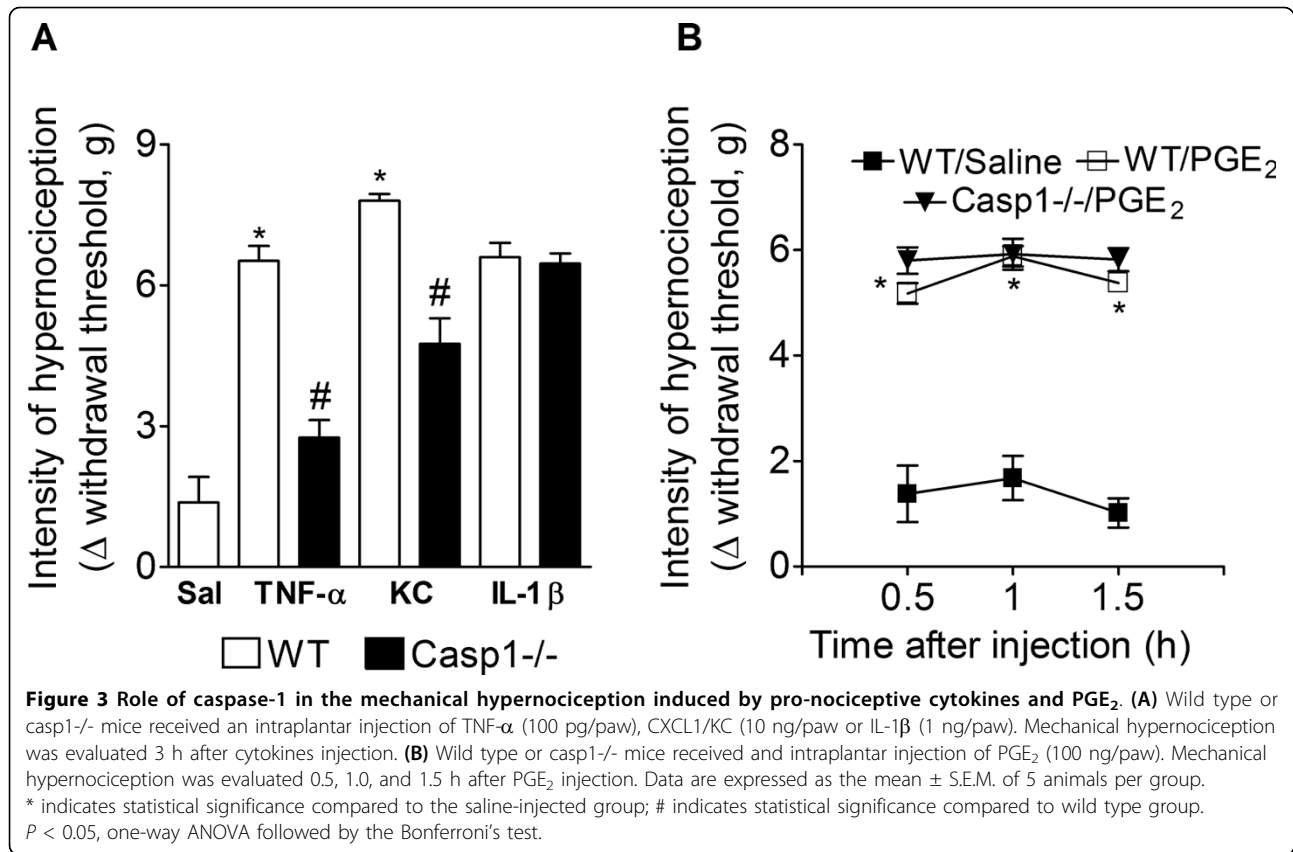 A
B
Intensity of hypernociception
(Δ withdrawal threshold, g)
9
6
3
0
*
#
*
#
Sal TNF-α KC IL-1β
WT Casp1-/-
Intensity of hypernociception
(Δ withdrawal threshold, g)
8
6
4
2
0
WT/Saline WT/PGE₂
Casp1-/-/PGE₂
*
*
*
0.5 1 1.5
Time after injection (h)
Figure 3 Role of caspase-1 in the mechanical hypernociception induced by pro-nociceptive cytokines and PGE₂. (A) Wild type or
casp1-/- mice received an intraplantar injection of TNF-α (100 pg/paw), CXCL1/KC (10 ng/paw or IL-1β (1 ng/paw). Mechanical hypernociception
was evaluated 3 h after cytokines injection. (B) Wild type or casp1-/- mice received and intraplantar injection of PGE₂ (100 ng/paw). Mechanical
hypernociception was evaluated 0.5, 1.0, and 1.5 h after PGE₂ injection. Data are expressed as the mean ± S.E.M. of 5 animals per group.
* indicates statistical significance compared to the saline-injected group; # indicates statistical significance compared to wild type group.
P < 0.05, one-way ANOVA followed by the Bonferroni's test.